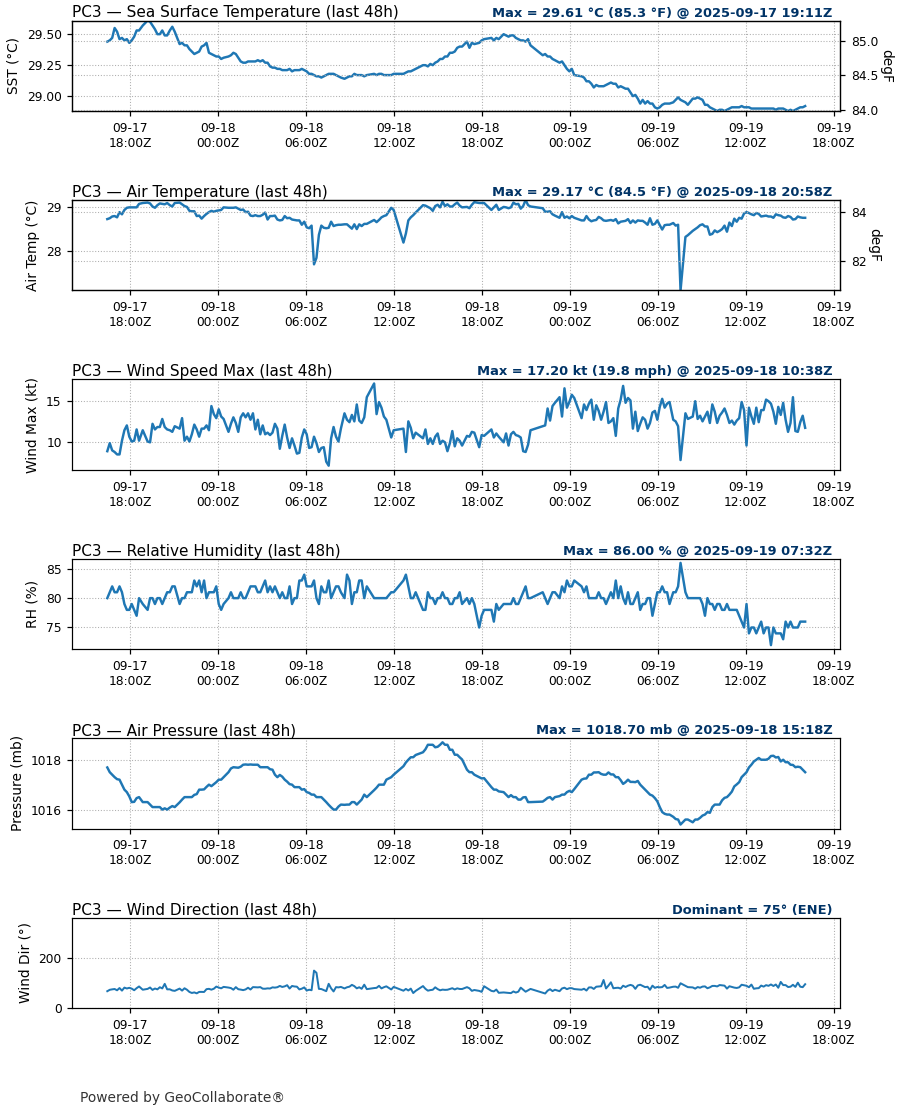 PC3 — Sea Surface Temperature (last 48h)
Max = 29.61 °C (85.3 °F) @ 2025-09-17 19:11Z
SST (°C)
29.50
29.25
29.00
85.0
84.5
84.0
degF
09-17 09-18 09-18 09-18 09-18 09-19 09-19 09-19 09-19
18:00Z 00:00Z 06:00Z 12:00Z 18:00Z 00:00Z 06:00Z 12:00Z 18:00Z
PC3 — Air Temperature (last 48h)
Max = 29.17 °C (84.5 °F) @ 2025-09-18 20:58Z
Air Temp (°C)
29
28
84
82
degF
09-17 09-18 09-18 09-18 09-18 09-19 09-19 09-19 09-19
18:00Z 00:00Z 06:00Z 12:00Z 18:00Z 00:00Z 06:00Z 12:00Z 18:00Z
PC3 — Wind Speed Max (last 48h)
Max = 17.20 kt (19.8 mph) @ 2025-09-18 10:38Z
Wind Max (kt)
15
10
09-17 09-18 09-18 09-18 09-18 09-19 09-19 09-19 09-19
18:00Z 00:00Z 06:00Z 12:00Z 18:00Z 00:00Z 06:00Z 12:00Z 18:00Z
PC3 — Relative Humidity (last 48h)
Max = 86.00 % @ 2025-09-19 07:32Z
RH (%)
85
80
75
09-17 09-18 09-18 09-18 09-18 09-19 09-19 09-19 09-19
18:00Z 00:00Z 06:00Z 12:00Z 18:00Z 00:00Z 06:00Z 12:00Z 18:00Z
PC3 — Air Pressure (last 48h)
Max = 1018.70 mb @ 2025-09-18 15:18Z
Pressure (mb)
1018
1016
09-17 09-18 09-18 09-18 09-18 09-19 09-19 09-19 09-19
18:00Z 00:00Z 06:00Z 12:00Z 18:00Z 00:00Z 06:00Z 12:00Z 18:00Z
PC3 — Wind Direction (last 48h)
Dominant = 75° (ENE)
Wind Dir (°)
200
0
09-17 09-18 09-18 09-18 09-18 09-19 09-19 09-19 09-19
18:00Z 00:00Z 06:00Z 12:00Z 18:00Z 00:00Z 06:00Z 12:00Z 18:00Z
Powered by GeoCollaborate®